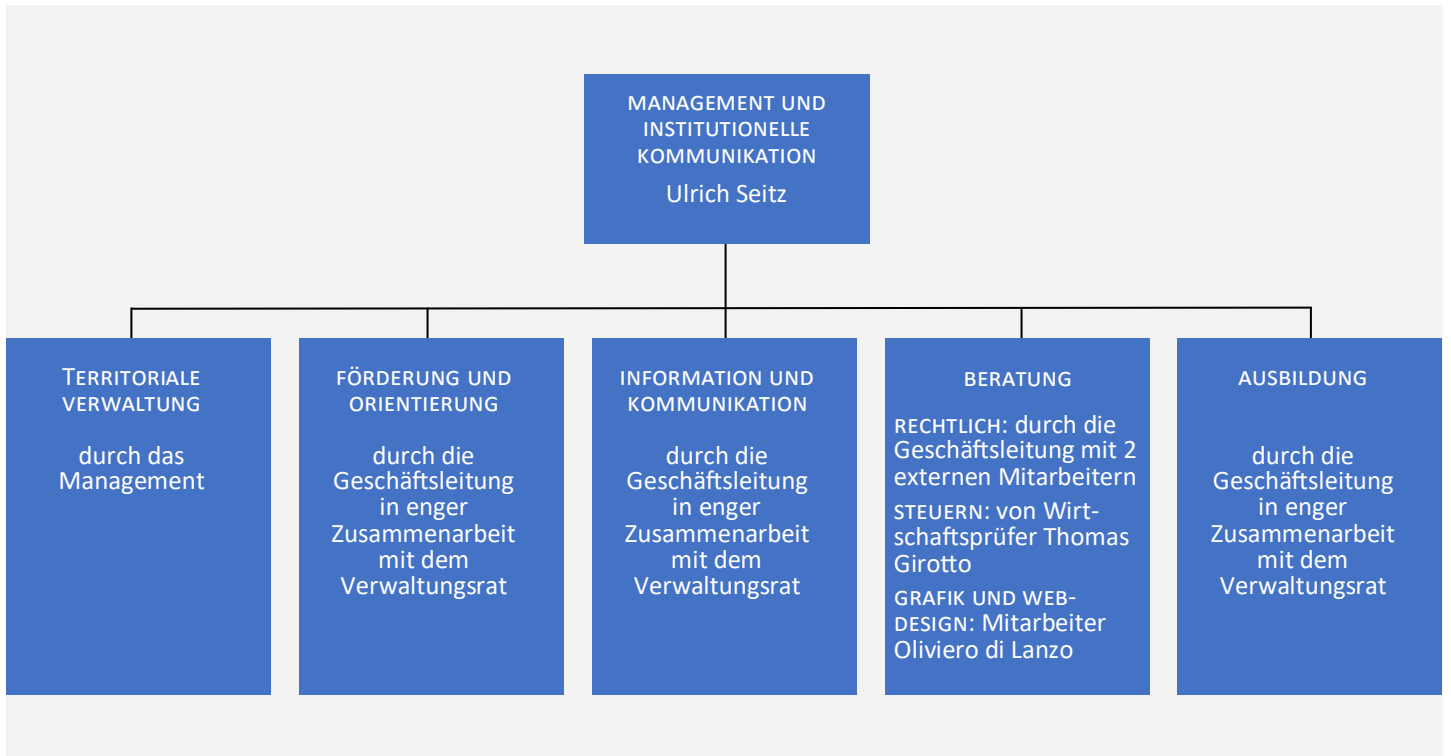 MANAGEMENT UND
INSTITUTIONELLE
KOMMUNIKATION
Ulrich Seitz
TERRITORIALE
VERWALTUNG
durch das
Management
FÖRDERUNG UND
ORIENTIERUNG
durch die
Geschäftsleitung
in enger
Zusammenarbeit
mit dem
Verwaltungsrat
INFORMATION UND
KOMMUNIKATION
durch die
Geschäftsleitung
in enger
Zusammenarbeit
mit dem
Verwaltungsrat
BERATUNG
RECHTLICH: durch die
Geschäftsleitung mit 2
externen Mitarbeitern
STEUERN: von Wirt-
schaftsprüfer Thomas
Girotto
GRAFIK UND WEB-
DESIGN: Mitarbeiter
Oliviero di Lanzo
AUSBILDUNG
durch die
Geschäftsleitung
in enger
Zusammenarbeit
mit dem
Verwaltungsrat